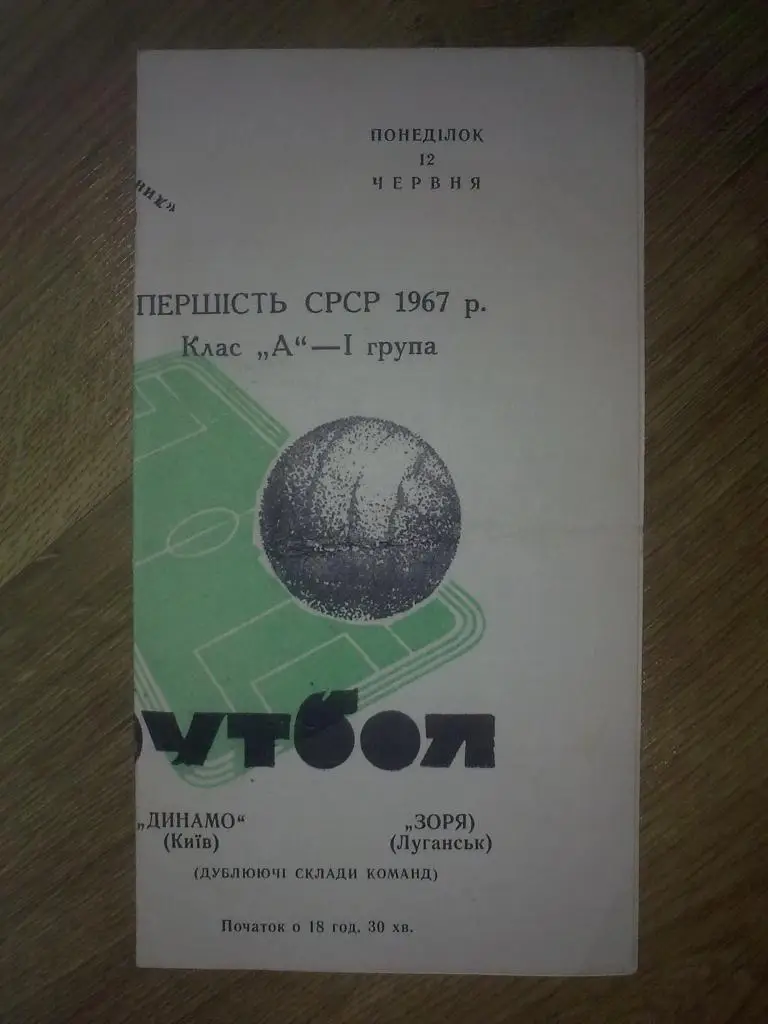 ПОНЕДІЛОК
12
ЧЕРВНЯ
ПЕРШІСТЬ СРСР 1967 р.
Клас „А“—І група
утбол
„ДИНАМО“ „ЗОРЯ)
(Київ) (Луганськ)
(ДУБЛЮЮЧІ СКЛАДИ КОМАНД)
Початок о 18 год. 30 хв.